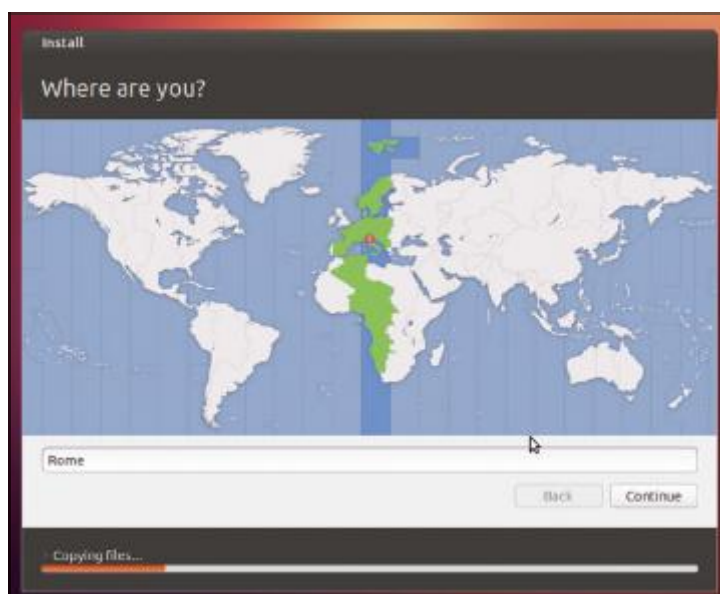 Install
Where are you?
Rome
Back
Continue
Copying files...